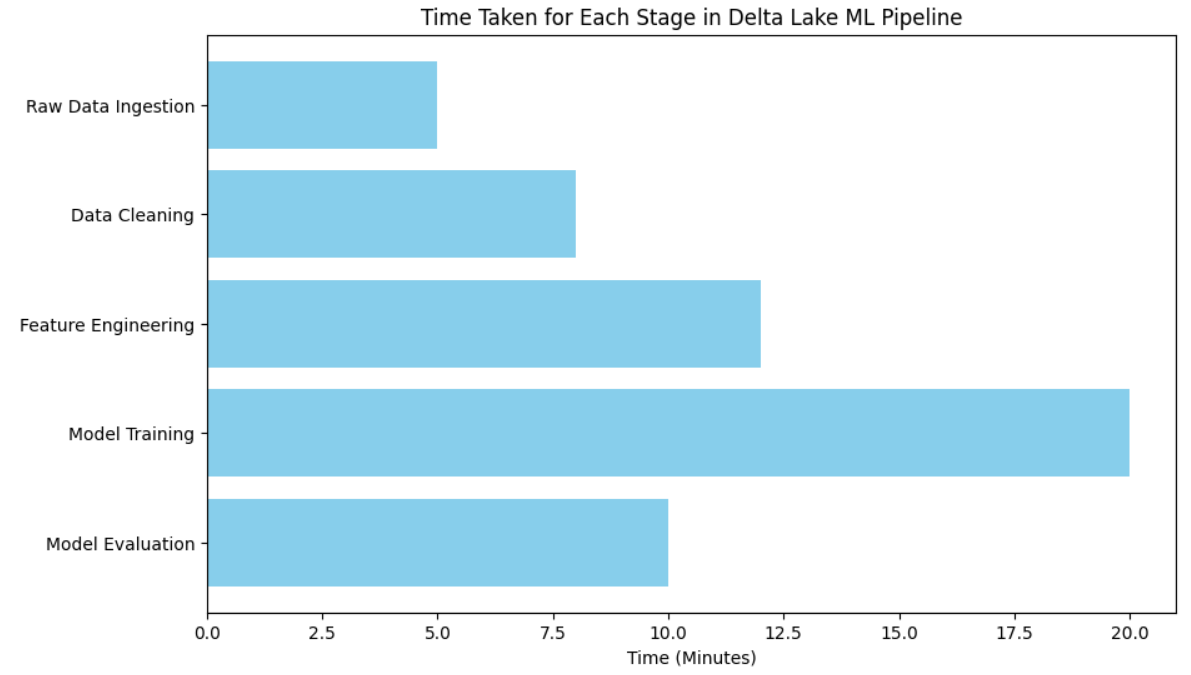 Time Taken for Each Stage in Delta Lake ML Pipeline
Raw Data Ingestion
Data Cleaning
Feature Engineering
Model Training
Model Evaluation
0.0 2.5 5.0 7.5 10.0 12.5 15.0 17.5 20.0
Time (Minutes)